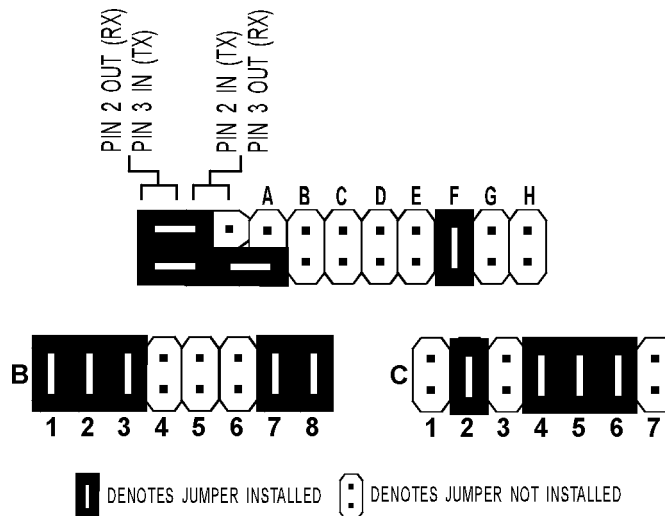 PIN 2 OUT (RX)
PIN 3 IN (TX)
PIN 2 IN (TX)
PIN 3 OUT (RX)
A B C D E F G H
B
1 2 3 4 5 6 7 8
C
1 2 3 4 5 6 7
DENOTES JUMPER INSTALLED
DENOTES JUMPER NOT INSTALLED